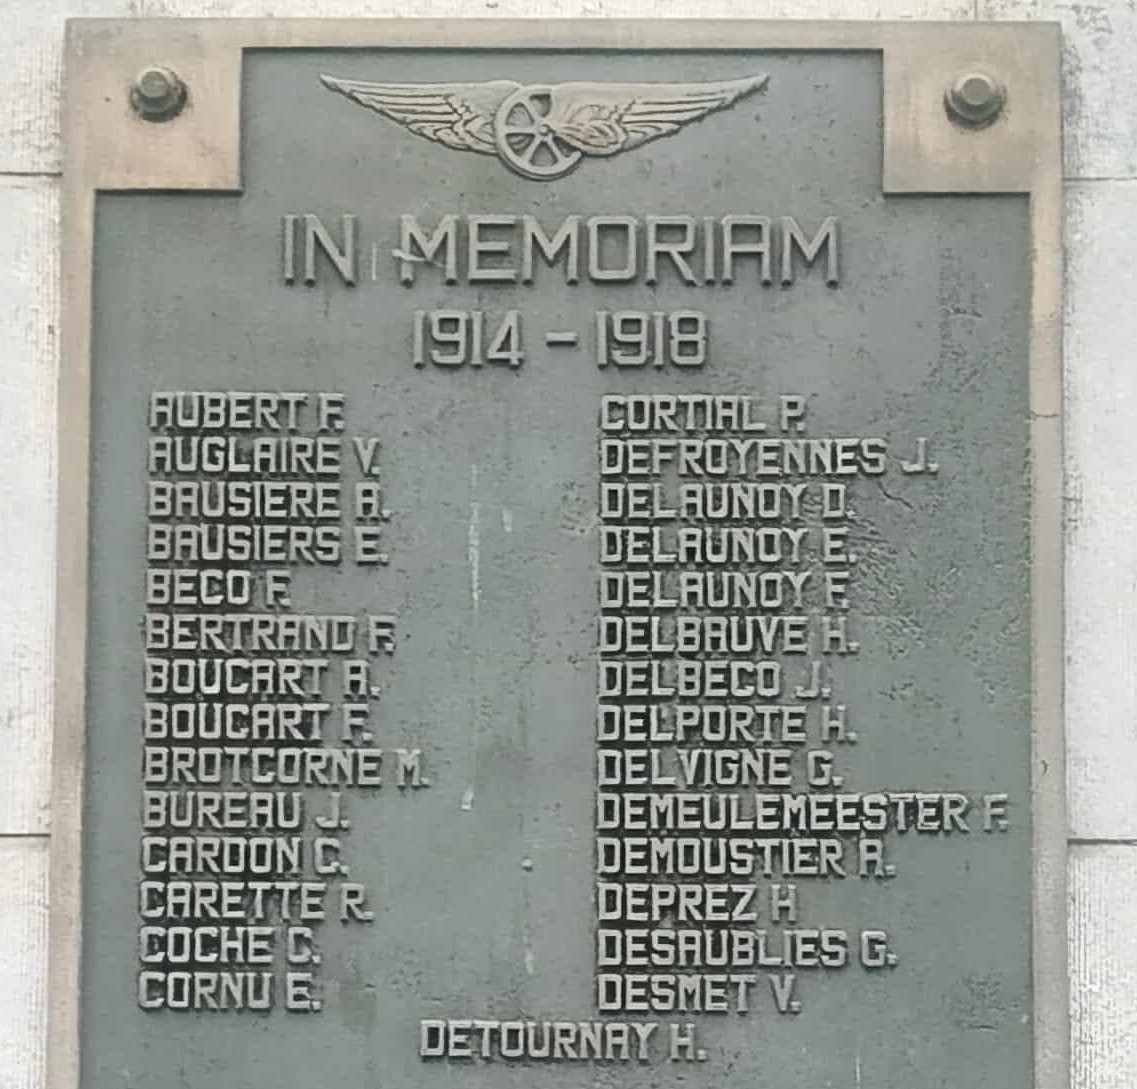 IN MEMORIAM
1914 - 1918
AUBERT F.
AUGLAIRE V.
BAUSIERE A.
BAUSIERS E.
BECO F.
BERTRAND F.
BOUCART A.
BOUCART F.
BROTCORNE M.
BUREAU J.
CARDON C.
CARETTE R.
COCHE C.
CORNU E.
CORTIAL P.
DEFROYENNES J.
DELAUNOY D.
DELAUNOY E.
DELAUNOY F.
DELBAUVE H.
DELBECQ J.
DELPORTE H.
DELVIGNE G.
DEMEULEMEESTER F.
DEMOUSTIER A.
DEPREZ H
DESAUBLIES G.
DESMET V.
DETOURNAY H.